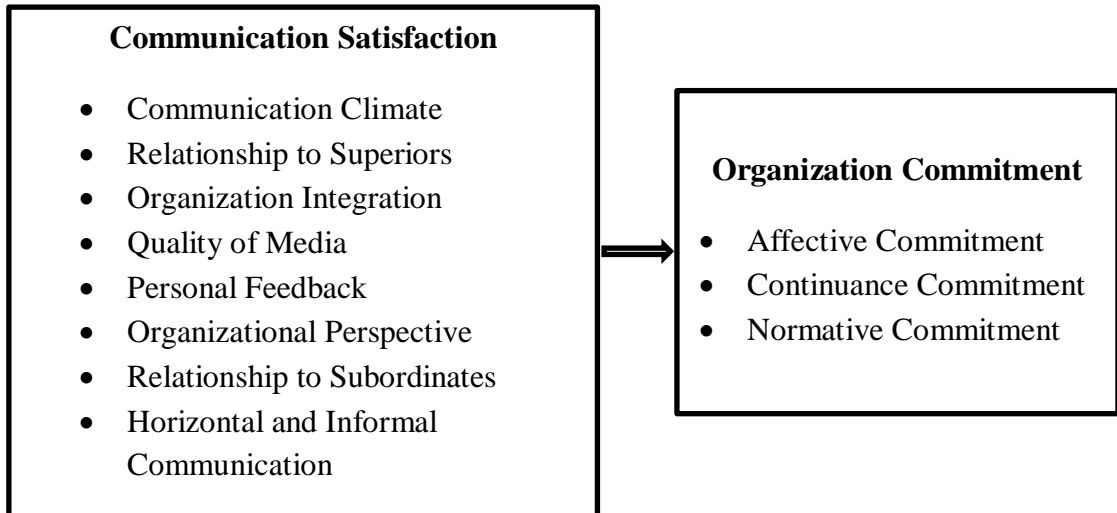 Communication Satisfaction
• Communication Climate
• Relationship to Superiors
• Organization Integration
• Quality of Media
• Personal Feedback
• Organizational Perspective
• Relationship to Subordinates
• Horizontal and Informal
Communication
Organization Commitment
• Affective Commitment
• Continuance Commitment
• Normative Commitment